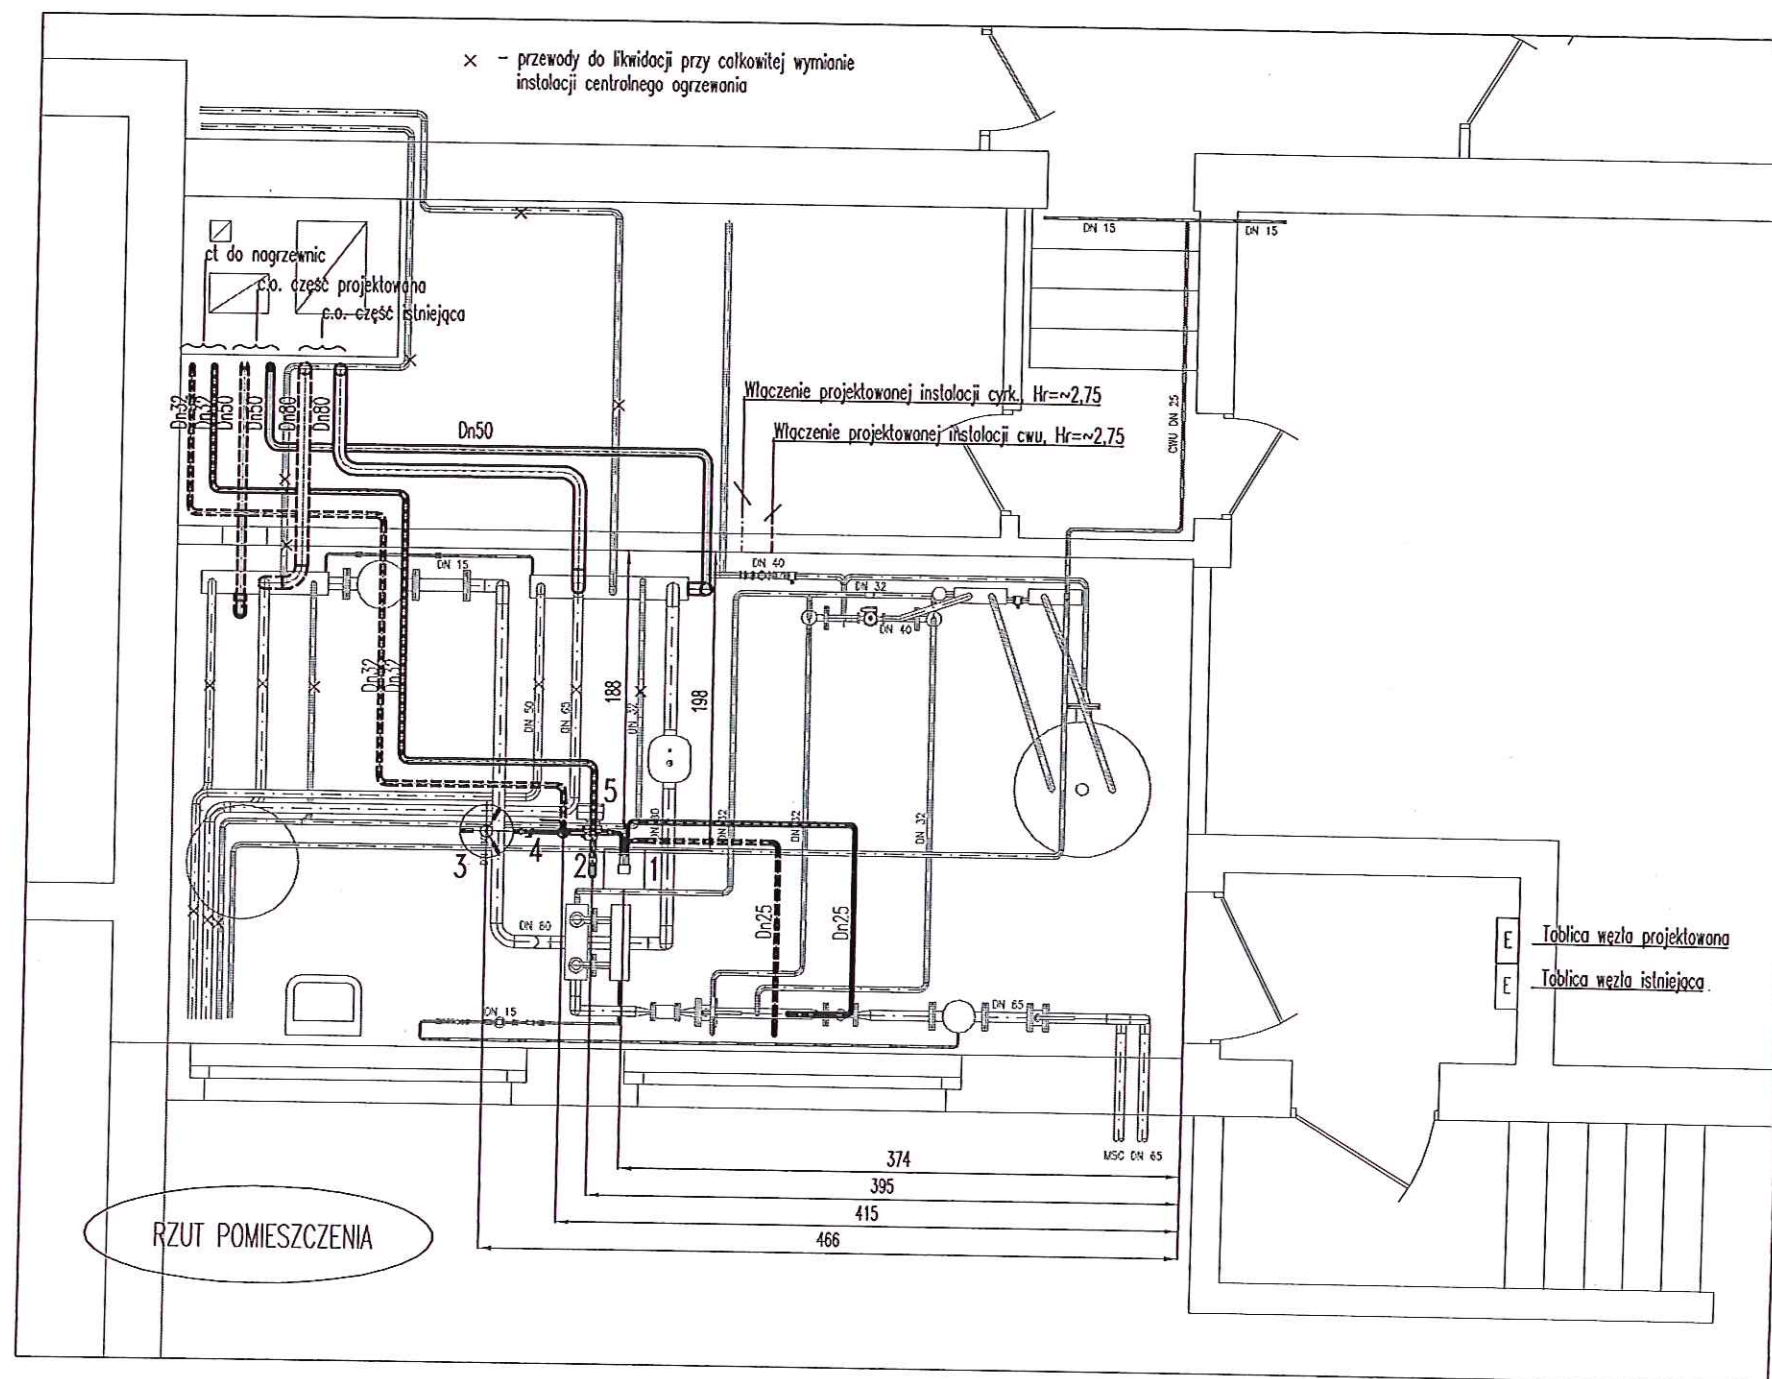 × - przewody do likwidacji przy całkowitej wymianie
instalacji centralnego ogrzewania
DN 15
DN 15
ct do nagrzewnic
c.o. część projektowana
c.o. część istniejąca
Dn32
Dn32
Dn50
Dn50
Dn80
Dn80
Dn50
Włączenie projektowanej instalacji cyrk., Hr=~2,75
Włączenie projektowanej instalacji cwu, Hr=~2,75
CWU DN 25
DN 15
DN 40
DN 32
DN 40
Dn32
Dn32
DN 50
DN 65
188
DN 32
198
5
DN 80
DN 32
DN 32
DN 32
3
4
2
1
DN 80
Dn25
Dn25
E
Tablica węzła projektowana
E
Tablica węzła istniejąca
DN 15
DN 65
MSC DN 65
374
395
415
466
RZUT POMIESZCZENIA